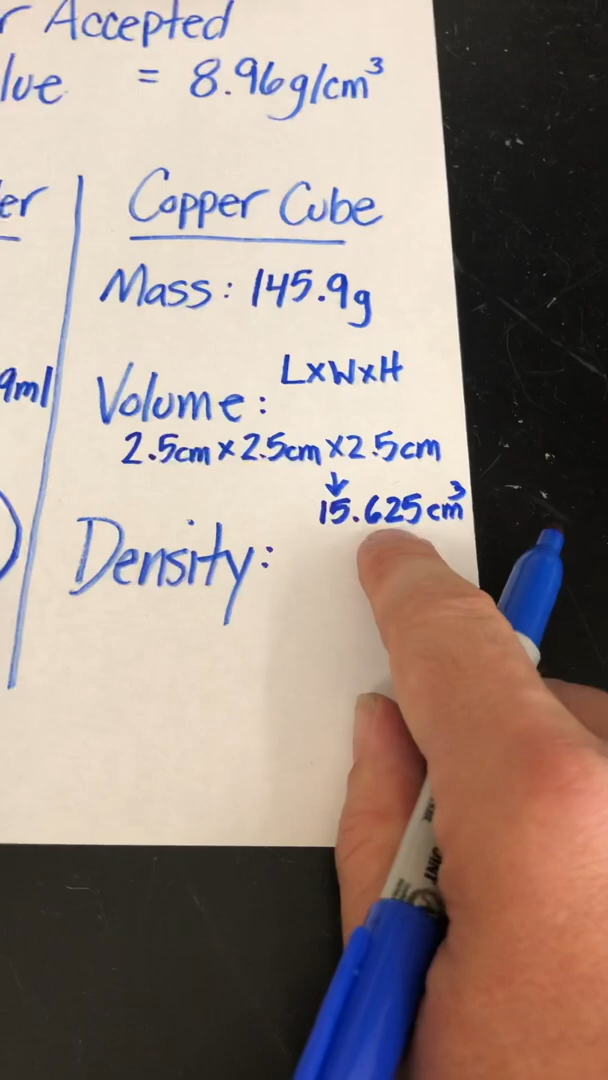 r Accepted
lue = 8.96g/cm³
er
Copper Cube
Mass: 145.9g
9ml
LxWxH
Volume:
2.5cm x 2.5cm x 2.5cm
↓
15.625cm³
Density: